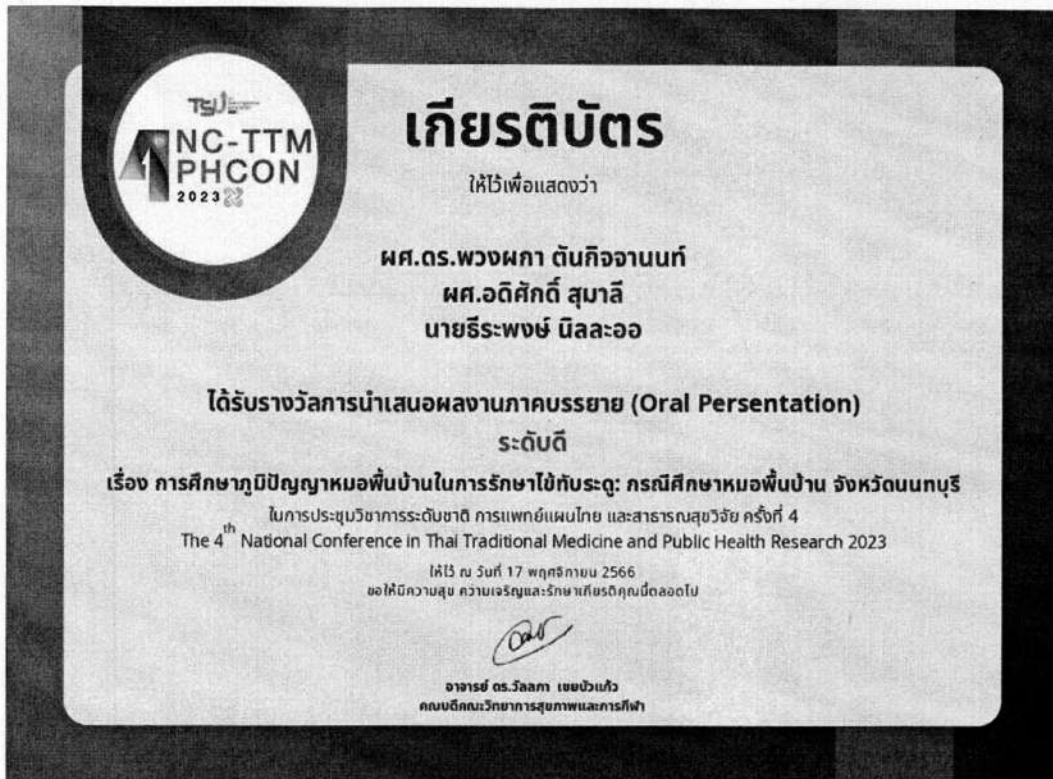 TSU
NC-TTM
PHCON
2023
เกียรติบัตร
ให้ไว้เพื่อแสดงว่า
ผศ.ดร.พวงผกา ตันกิจจานนท์
ผศ.อดิศักดิ์ สุมาลี
นายธีระพงษ์ นิลละออ
ได้รับรางวัลการนำเสนอผลงานภาคบรรยาย (Oral Persentation)
ระดับดี
เรื่อง การศึกษาภูมิปัญญาหมอพื้นบ้านในการรักษาไข้ทับระดู: กรณีศึกษาหมอพื้นบ้าน จังหวัดนนทบุรี
ในการประชุมวิชาการระดับชาติ การแพทย์แผนไทย และสาธารณสุขวิจัย ครั้งที่ 4
The 4th National Conference in Thai Traditional Medicine and Public Health Research 2023
ให้ไว้ ณ วันที่ 17 พฤศจิกายน 2566
ขอให้มีความสุข ความเจริญและรักษาเกียรติคุณนี้ตลอดไป
อาจารย์ ดร.วัลลภา เชยบัวแก้ว
คณบดีคณะวิทยาการสุขภาพและการกีฬา